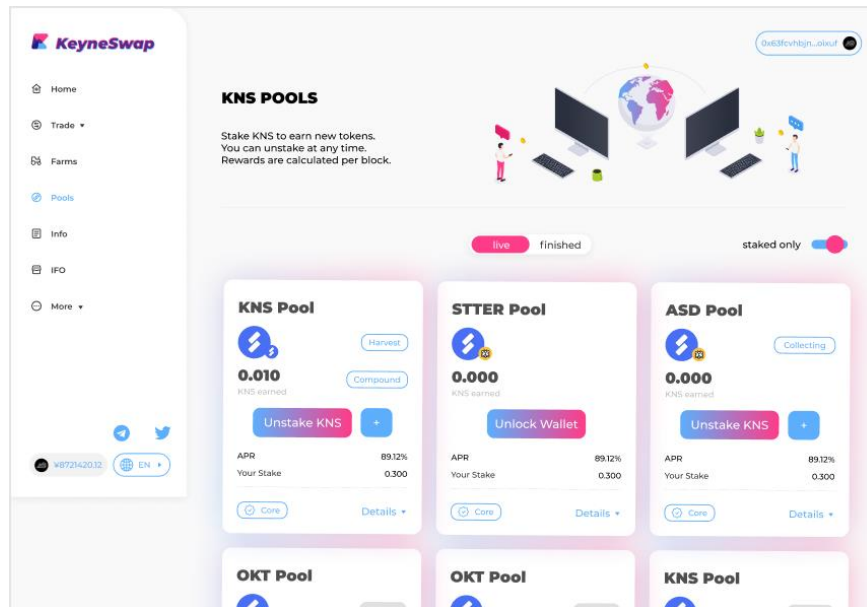 KeyneSwap
0x63fcvhbjn...oixuf
Home
Trade
Farms
Pools
Info
IFO
More
¥8721420.12
EN
KNS POOLS
Stake KNS to earn new tokens.
You can unstake at any time.
Rewards are calculated per block.
live finished
staked only
KNS Pool
Harvest
0.010
KNS earned
Compound
Unstake KNS +
APR 89.12%
Your Stake 0.300
Core Details
STTER Pool
0.000
KNS earned
Unlock Wallet
APR 89.12%
Your Stake 0.300
Core Details
ASD Pool
Collecting
0.000
KNS earned
Unstake KNS +
APR 89.12%
Your Stake 0.300
Core Details
OKT Pool
OKT Pool
KNS Pool